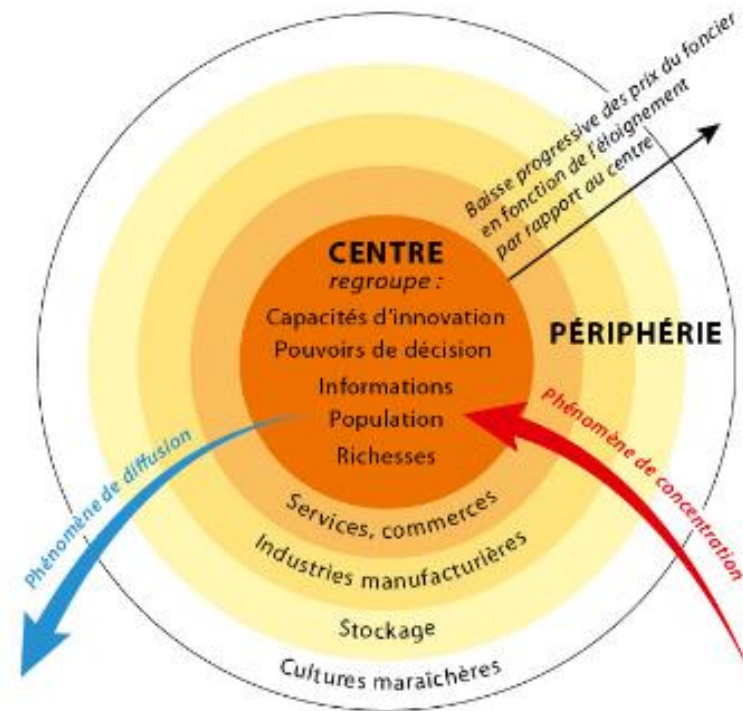 Baisse progressive des prix du foncier
en fonction de l'éloignement
par rapport au centre
CENTRE
regroupe :
Capacités d'innovation
Pouvoirs de décision
Informations
Population
Richesses
PÉRIPHÉRIE
Phénomène de diffusion
Phénomène de concentration
Services, commerces
Industries manufacturières
Stockage
Cultures maraîchères